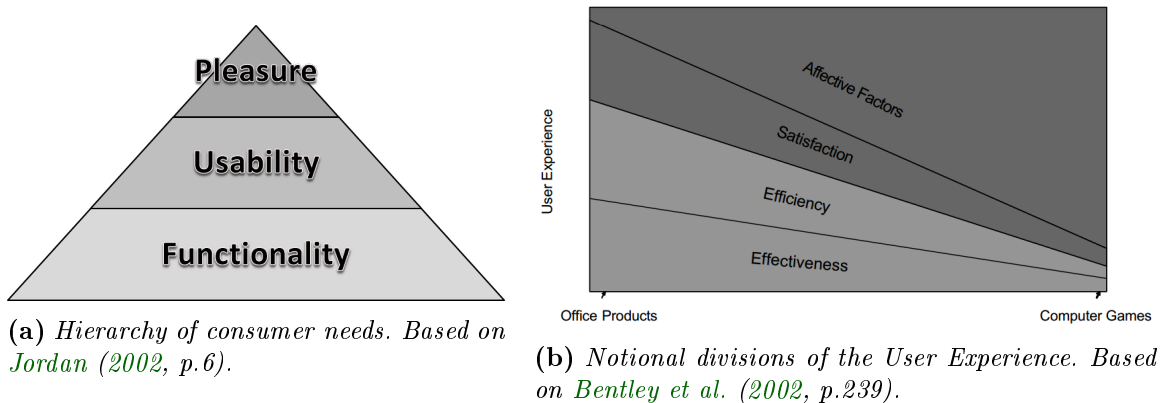 Pleasure
Usability
Functionality
(a) Hierarchy of consumer needs. Based on
Jordan (2002, p.6).
User Experience
Affective Factors
Satisfaction
Efficiency
Effectiveness
Office Products
Computer Games
(b) Notional divisions of the User Experience. Based
on Bentley et al. (2002, p.239).